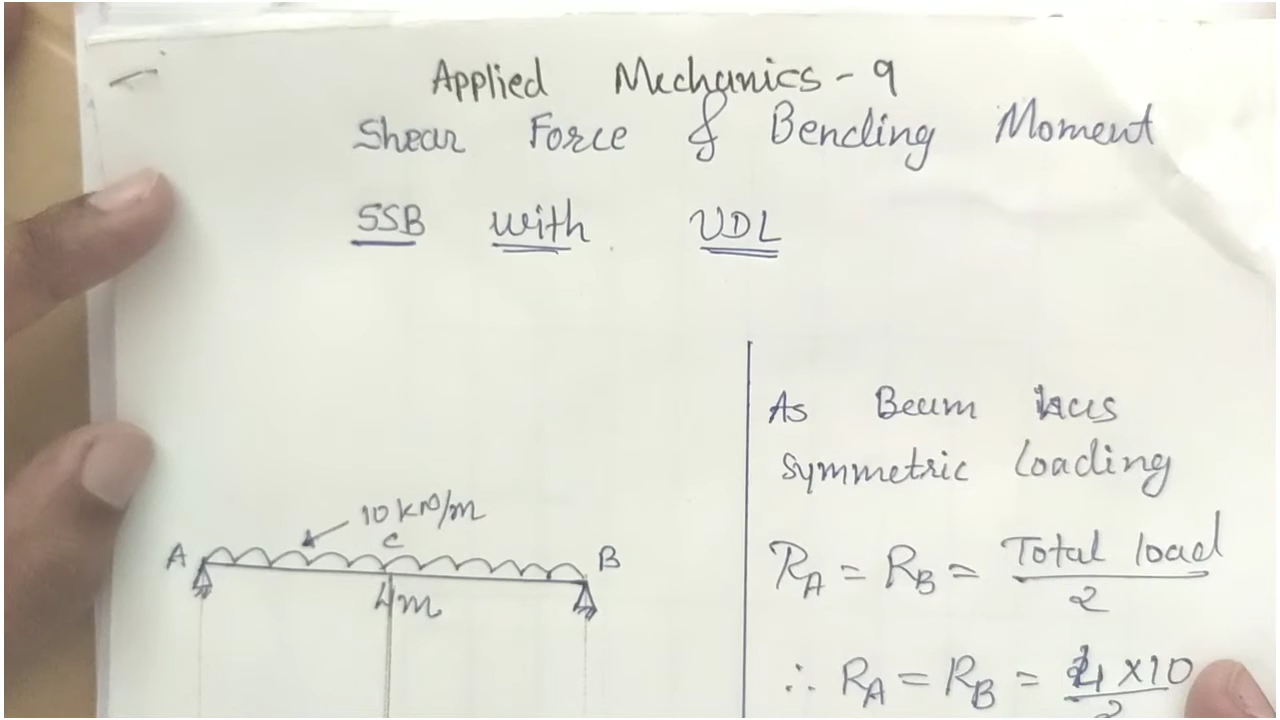 Applied Mechanics - 9
Shear Force & Bending Moment
SSB with UDL
10 kN/m
A C B
4m
As Beam has
symmetric loading
RA = RB = Total load
2
∴ RA = RB = 4 × 10
2